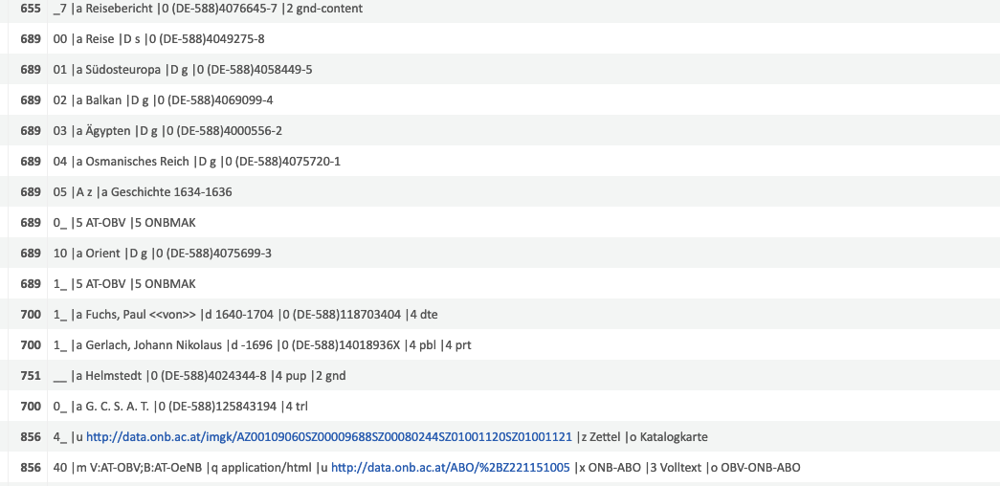 655 _7 |a Reisebericht |0 (DE-588)4076645-7 |2 gnd-content
689 00 |a Reise |D s |0 (DE-588)4049275-8
689 01 |a Südosteuropa |D g |0 (DE-588)4058449-5
689 02 |a Balkan |D g |0 (DE-588)4069099-4
689 03 |a Ägypten |D g |0 (DE-588)4000556-2
689 04 |a Osmanisches Reich |D g |0 (DE-588)4075720-1
689 05 |A z |a Geschichte 1634-1636
689 0_ |5 AT-OBV |5 ONBMAK
689 10 |a Orient |D g |0 (DE-588)4075699-3
689 1_ |5 AT-OBV |5 ONBMAK
700 1_ |a Fuchs, Paul <<von>> |d 1640-1704 |0 (DE-588)118703404 |4 dte
700 1_ |a Gerlach, Johann Nikolaus |d -1696 |0 (DE-588)14018936X |4 pbl |4 prt
751 __ |a Helmstedt |0 (DE-588)4024344-8 |4 pup |2 gnd
700 0_ |a G. C. S. A. T. |0 (DE-588)125843194 |4 trl
856 4_ |u http://data.onb.ac.at/imgk/AZ00109060SZ00009688SZ00080244SZ01001120SZ01001121 |z Zettel |o Katalogkarte
856 40 |m V:AT-OBV;B:AT-OeNB |q application/html |u http://data.onb.ac.at/ABO/%2BZ221151005 |x ONB-ABO |3 Volltext |o OBV-ONB-ABO